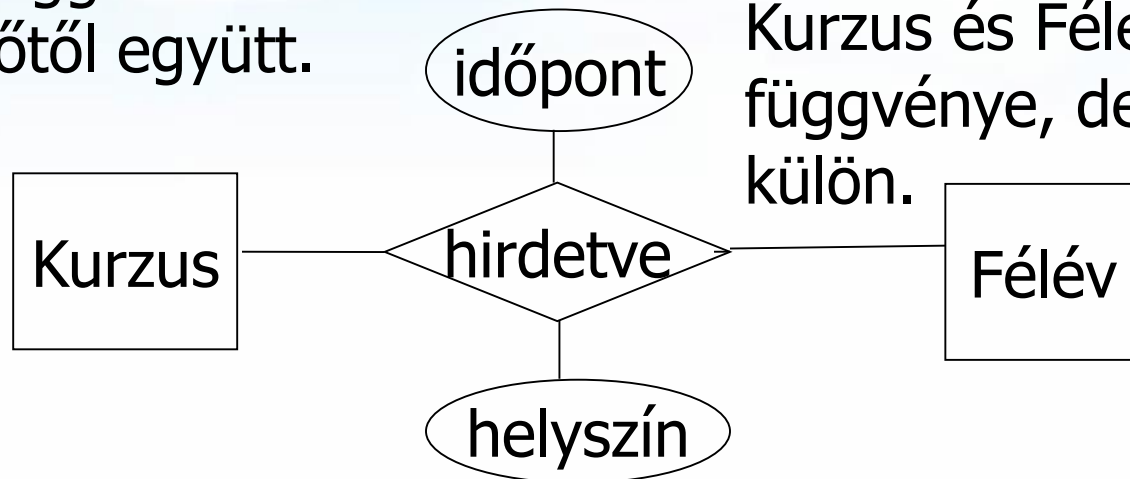 őtől együtt.
időpont
Kurzus és Féle
függvénye, de
külön.
Kurzus
hirdetve
Félév
helyszín